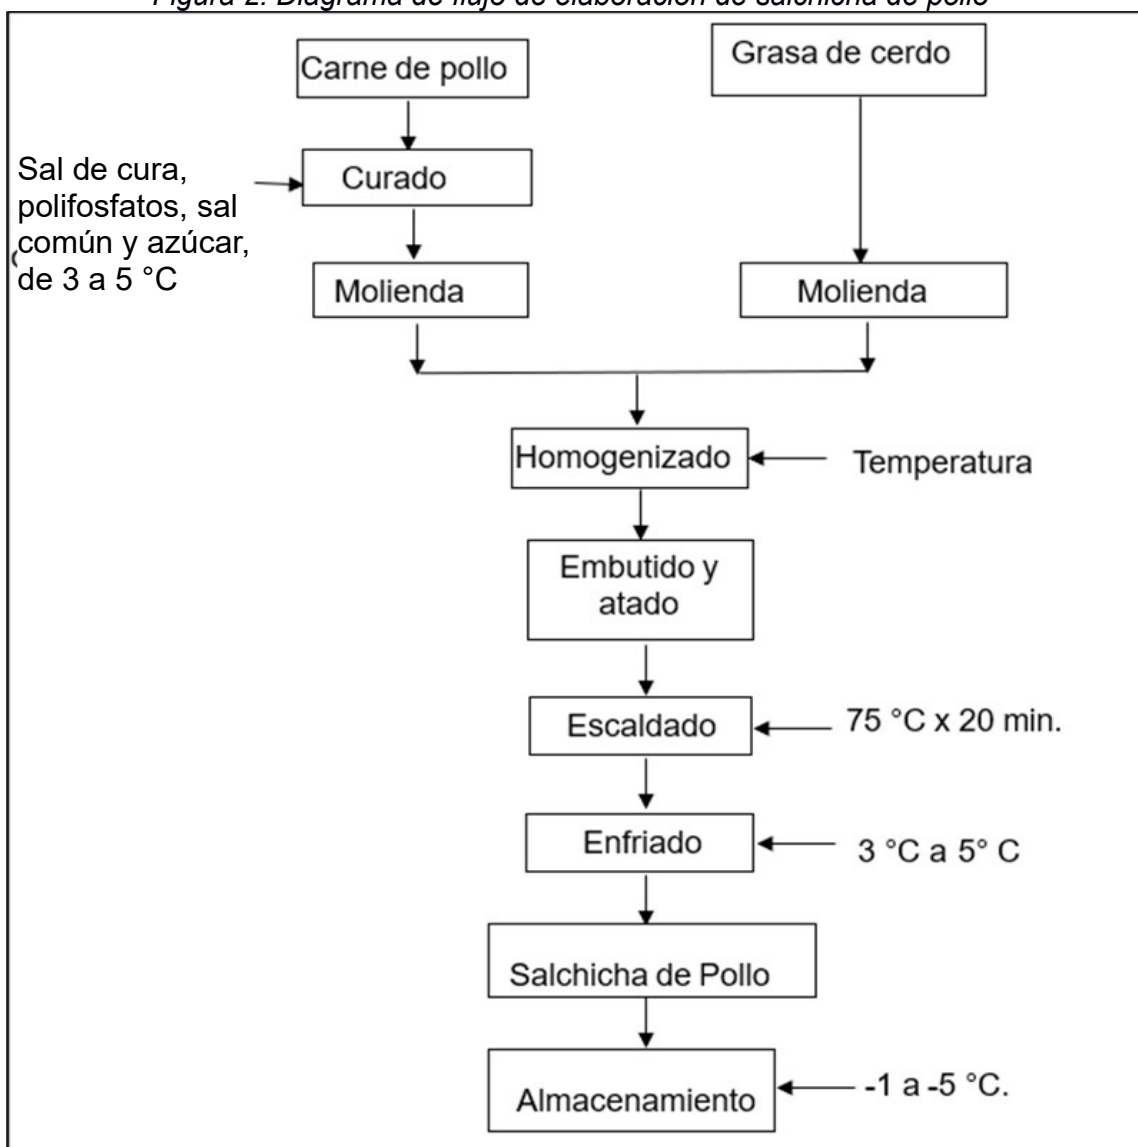 Figura 2. Diagrama de flujo de elaboración de salchicha de pollo
Carne de pollo
Grasa de cerdo
Sal de cura,
polifosfatos, sal
común y azúcar,
de 3 a 5 °C
Curado
Molienda
Molienda
Homogenizado
Temperatura
Embutido y
atado
Escaldado
75 °C x 20 min.
Enfriado
3 °C a 5° C
Salchicha de Pollo
Almacenamiento
-1 a -5 °C.